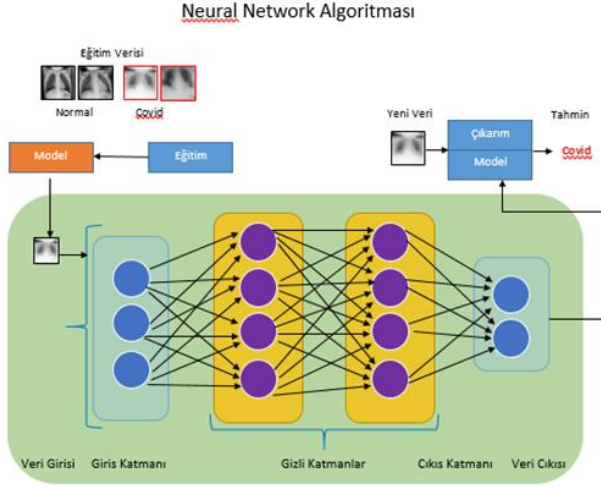 Neural Network Algoritması
Eğitim Verisi
Normal
Covid
Model
Eğitim
Yeni Veri
Çıkarım
Model
Tahmin
Covid
Veri Girisi
Giris Katmanı
Gizli Katmanlar
Cıkıs Katmanı
Veri Cıkısı